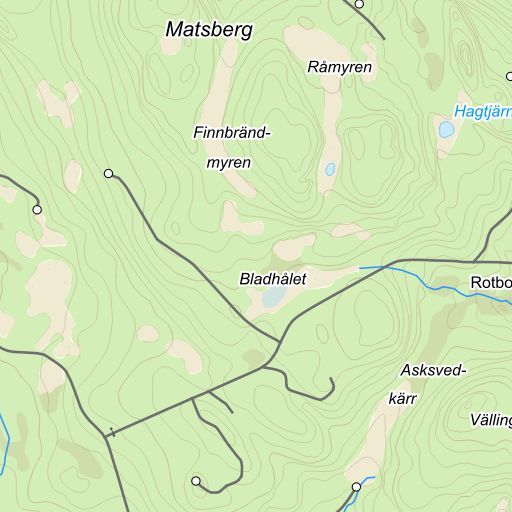 Matsberg
Råmyren
Hagtjärn
Finnbränd-
myren
Bladhålet
Rotbo
Asksved-
kärr
Välling